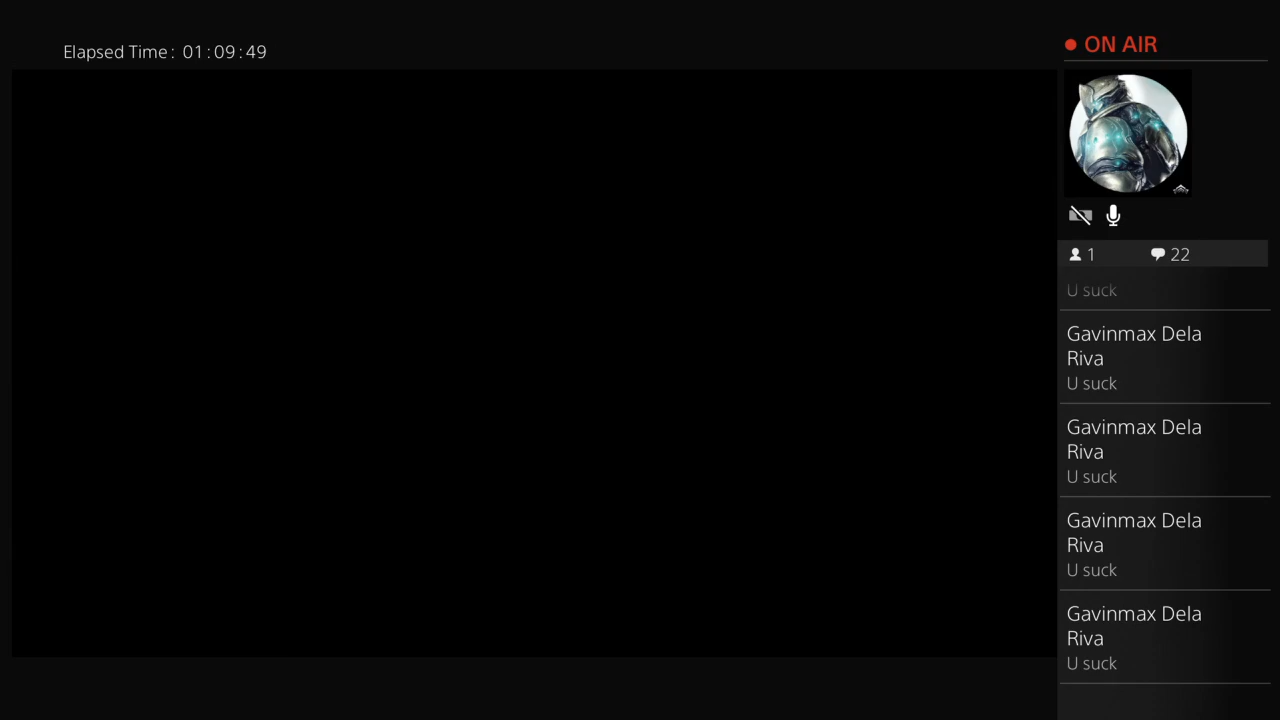 Elapsed Time: 01:09:49
ON AIR
1 22
U suck
Gavinmax Dela
Riva
U suck
Gavinmax Dela
Riva
U suck
Gavinmax Dela
Riva
U suck
Gavinmax Dela
Riva
U suck